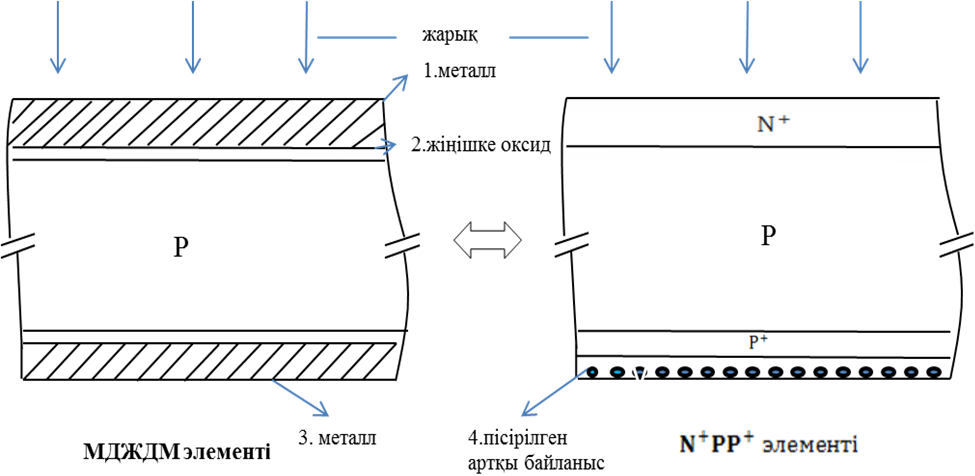 жарық
1.металл
N⁺
2.жіңішке оксид
P
P
P⁺
3. металл
4.пісірілген
артқы байланыс
МДЖДМ элементі
N⁺PP⁺ элементі